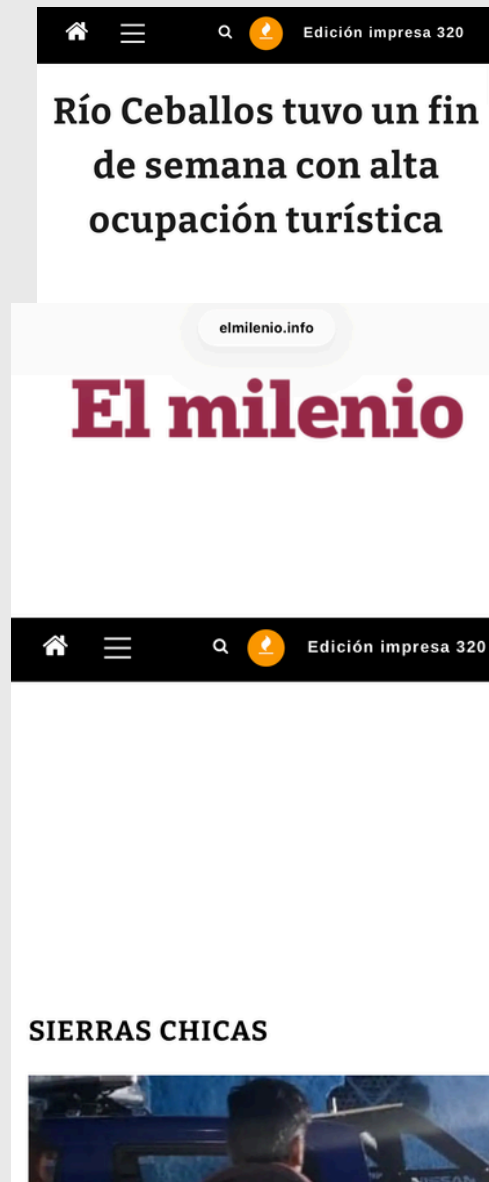 Edición impresa 320
Río Ceballos tuvo un fin
de semana con alta
ocupación turística
elmilenio.info
El milenio
Edición impresa 320
SIERRAS CHICAS
NISSAN